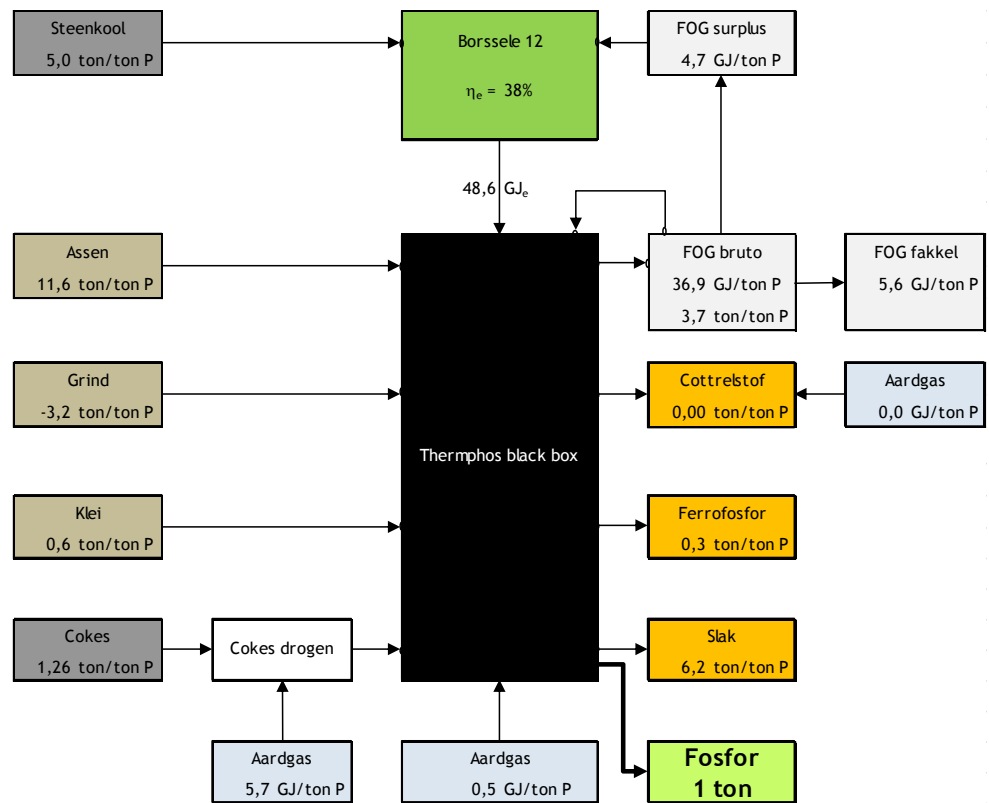 Steenkool
5,0 ton/ton P
Borssele 12
ηe = 38%
FOG surplus
4,7 GJ/ton P
48,6 GJe
Assen
11,6 ton/ton P
FOG bruto
36,9 GJ/ton P
3,7 ton/ton P
FOG fakkel
5,6 GJ/ton P
Grind
-3,2 ton/ton P
Cottrelstof
0,00 ton/ton P
Aardgas
0,0 GJ/ton P
Thermphos black box
Klei
0,6 ton/ton P
Ferrofosfor
0,3 ton/ton P
Cokes
1,26 ton/ton P
Cokes drogen
Slak
6,2 ton/ton P
Aardgas
5,7 GJ/ton P
Aardgas
0,5 GJ/ton P
Fosfor
1 ton